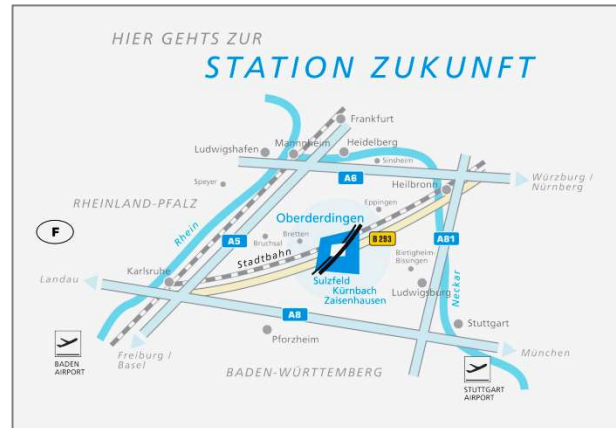 HIER GEHTS ZUR
STATION ZUKUNFT
Frankfurt
Ludwigshafen
Mannheim
Heidelberg
Sinsheim
A6
Würzburg /
Nürnberg
Speyer
Heilbronn
RHEINLAND-PFALZ
Eppingen
Oberderdingen
F
Rhein
A5
Bruchsal
Bretten
B 293
A81
Stadtbahn
Bietigheim-
Bissingen
Karlsruhe
Landau
Sulzfeld
Kürnbach
Zaisenhausen
Ludwigsburg
Neckar
A8
Stuttgart
Pforzheim
BADEN
AIRPORT
Freiburg /
Basel
München
BADEN-WÜRTTEMBERG
STUTTGART
AIRPORT